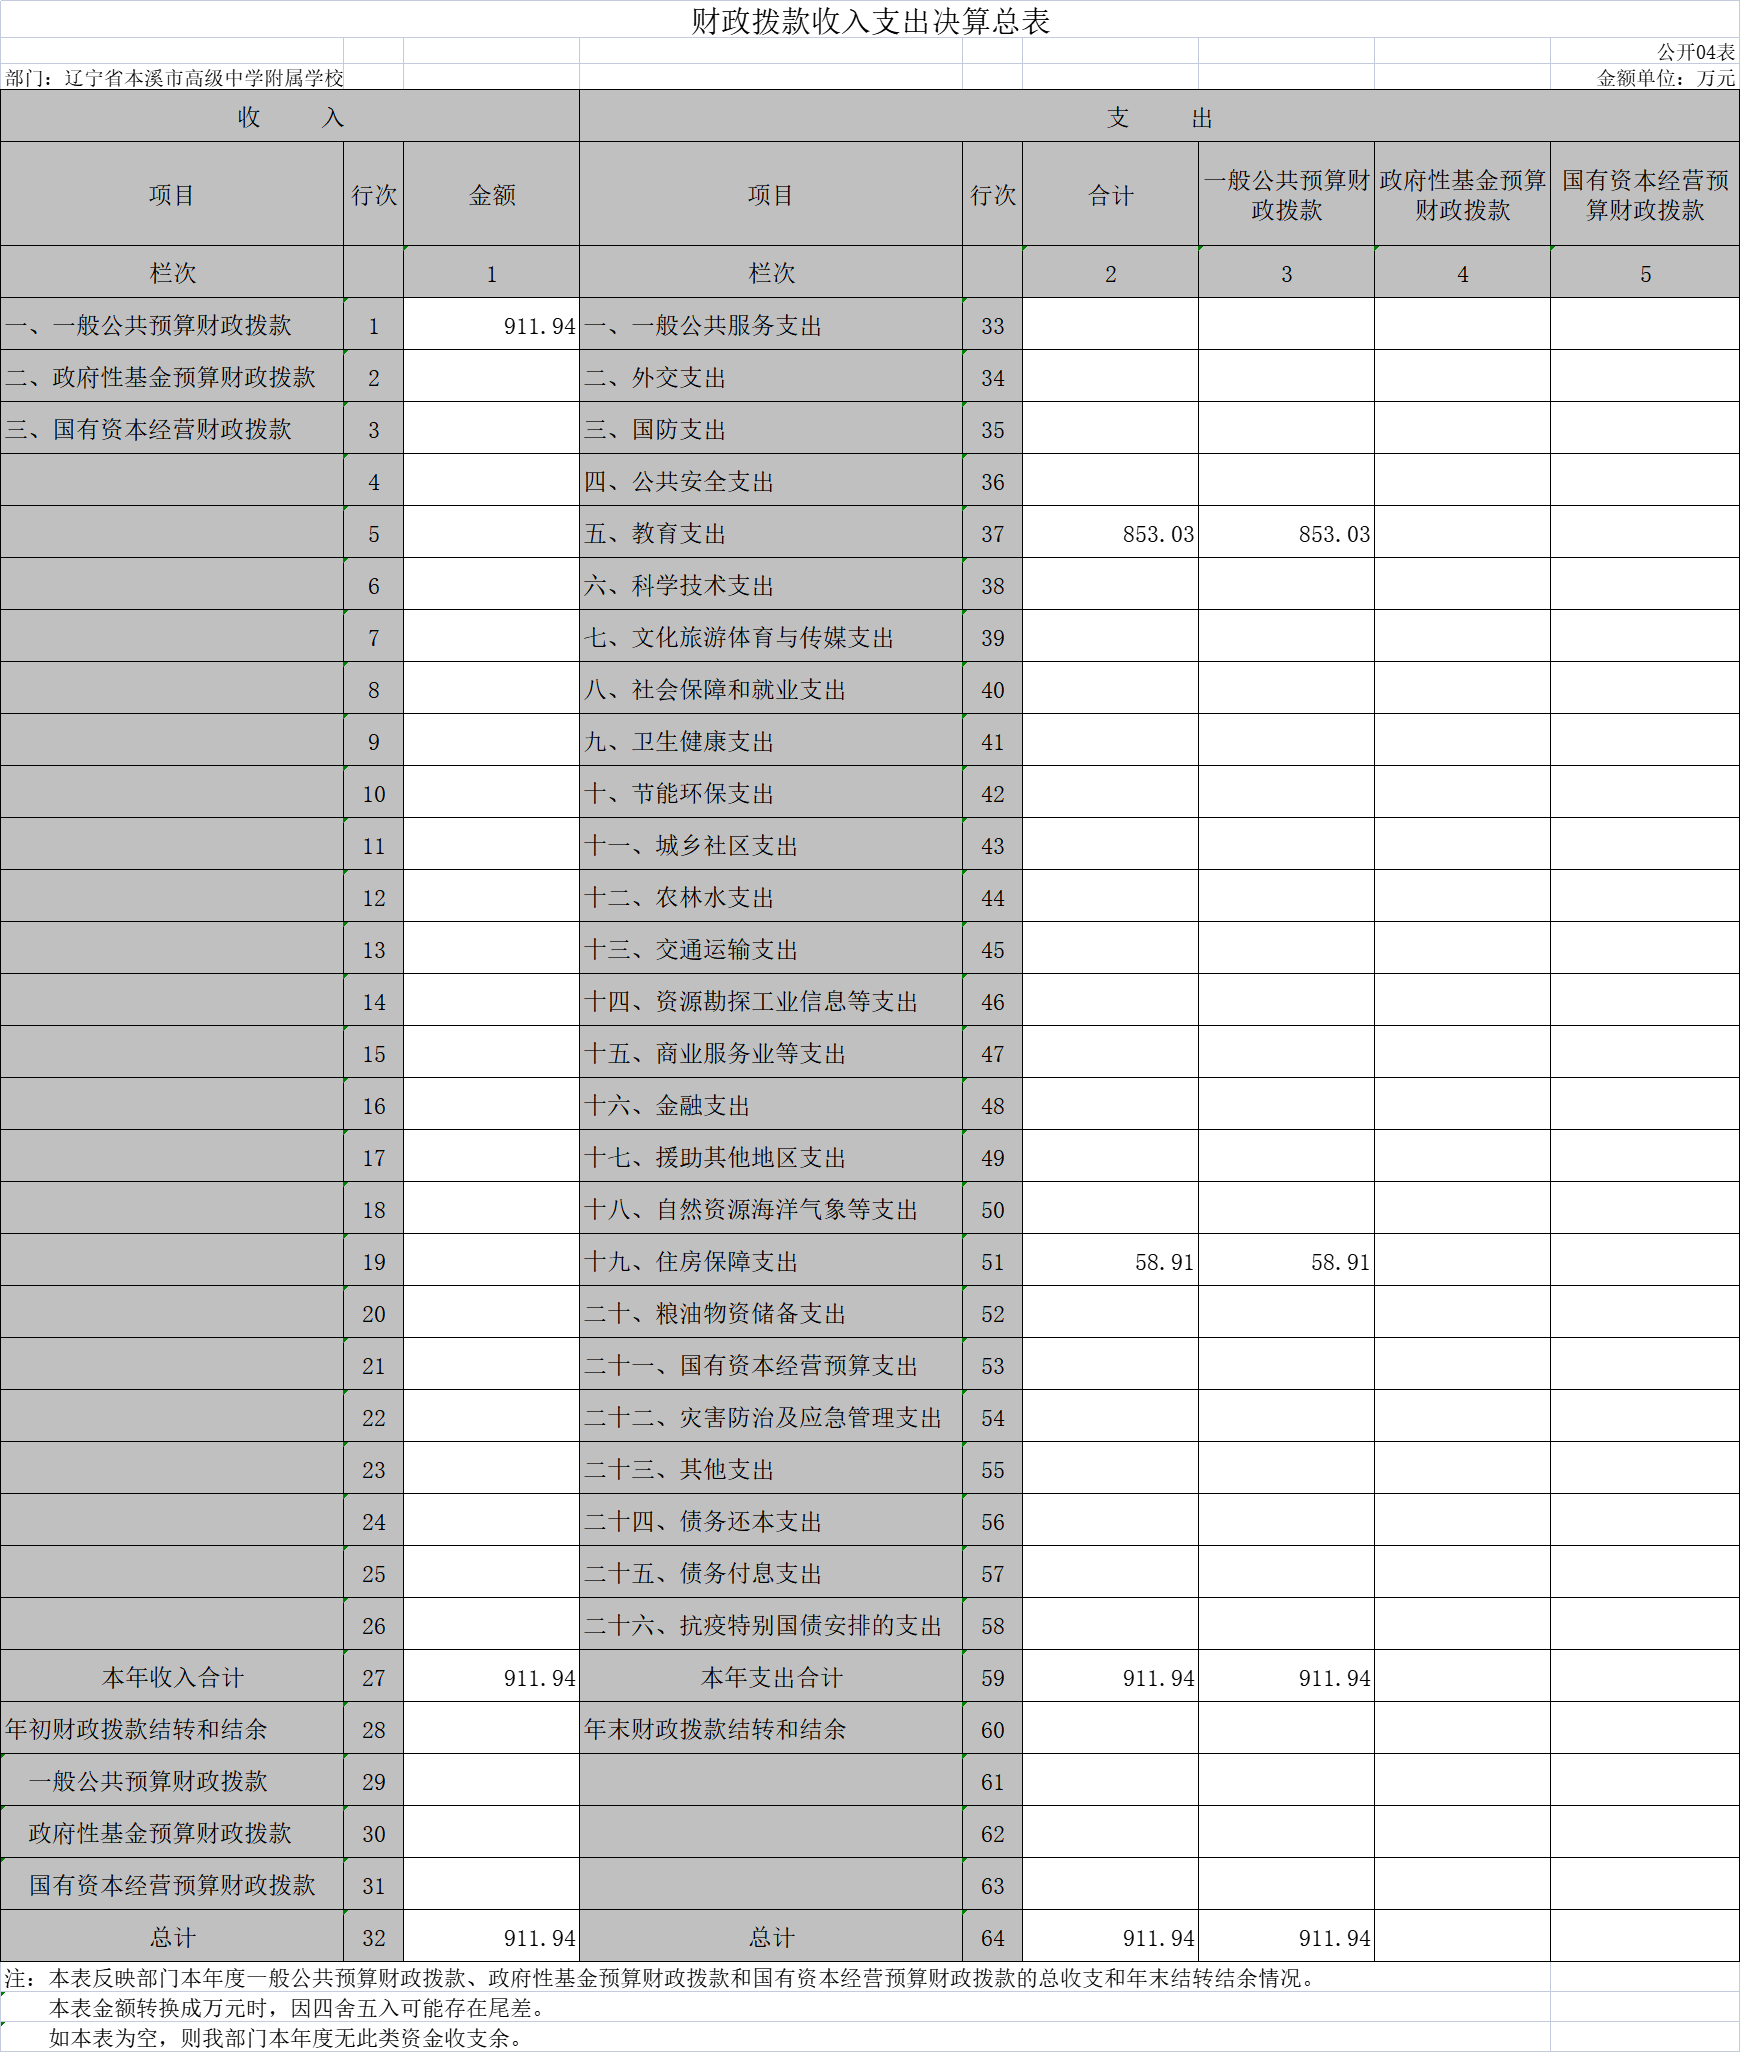 财政拨款收入支出决算总表
公开04表
部门：辽宁省本溪市高级中学附属学校 金额单位：万元
收 入 支 出
项目 行次 金额 项目 行次 合计 一般公共预算财政拨款 政府性基金预算财政拨款 国有资本经营预算财政拨款
栏次 1 栏次 2 3 4 5
一、一般公共预算财政拨款 1 911.94 一、一般公共服务支出 33
二、政府性基金预算财政拨款 2 二、外交支出 34
三、国有资本经营财政拨款 3 三、国防支出 35
4 四、公共安全支出 36
5 五、教育支出 37 853.03 853.03
6 六、科学技术支出 38
7 七、文化旅游体育与传媒支出 39
8 八、社会保障和就业支出 40
9 九、卫生健康支出 41
10 十、节能环保支出 42
11 十一、城乡社区支出 43
12 十二、农林水支出 44
13 十三、交通运输支出 45
14 十四、资源勘探工业信息等支出 46
15 十五、商业服务业等支出 47
16 十六、金融支出 48
17 十七、援助其他地区支出 49
18 十八、自然资源海洋气象等支出 50
19 十九、住房保障支出 51 58.91 58.91
20 二十、粮油物资储备支出 52
21 二十一、国有资本经营预算支出 53
22 二十二、灾害防治及应急管理支出 54
23 二十三、其他支出 55
24 二十四、债务还本支出 56
25 二十五、债务付息支出 57
26 二十六、抗疫特别国债安排的支出 58
本年收入合计 27 911.94 本年支出合计 59 911.94 911.94
年初财政拨款结转和结余 28 年末财政拨款结转和结余 60
一般公共预算财政拨款 29 61
政府性基金预算财政拨款 30 62
国有资本经营预算财政拨款 31 63
总计 32 911.94 总计 64 911.94 911.94
注：本表反映部门本年度一般公共预算财政拨款、政府性基金预算财政拨款和国有资本经营预算财政拨款的总收支和年末结转结余情况。
本表金额转换成万元时，因四舍五入可能存在尾差。
如本表为空，则我部门本年度无此类资金收支余。